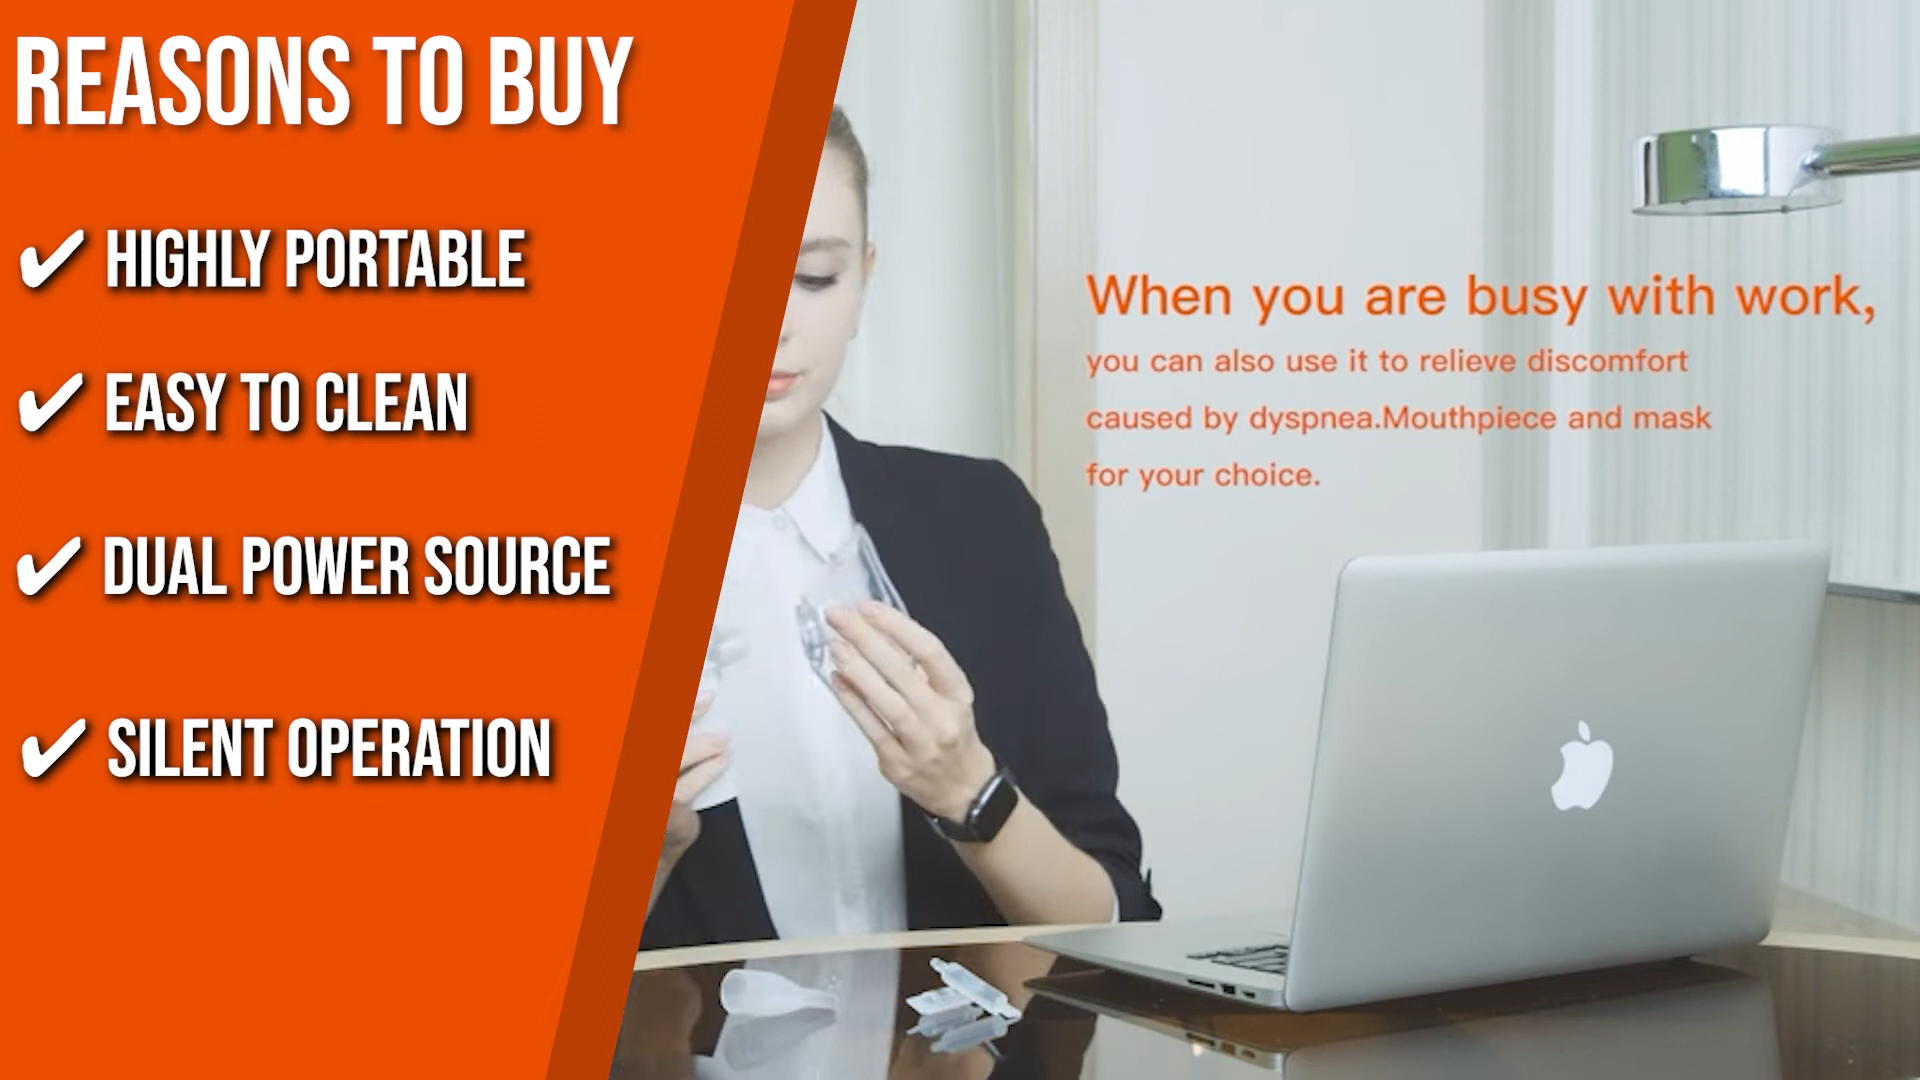 REASONS TO BUY
✔ HIGHLY PORTABLE
✔ EASY TO CLEAN
✔ DUAL POWER SOURCE
✔ SILENT OPERATION
When you are busy with work,
you can also use it to relieve discomfort
caused by dyspnea.Mouthpiece and mask
for your choice.